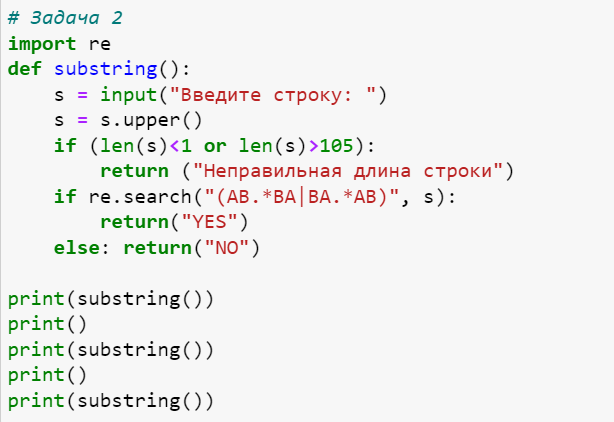 # Задача 2
import re
def substring():
    s = input("Введите строку: ")
    s = s.upper()
    if (len(s)<1 or len(s)>105):
        return ("Неправильная длина строки")
    if re.search("(AB.*BA|BA.*AB)", s):
        return("YES")
    else: return("NO")

print(substring())
print()
print(substring())
print()
print(substring())